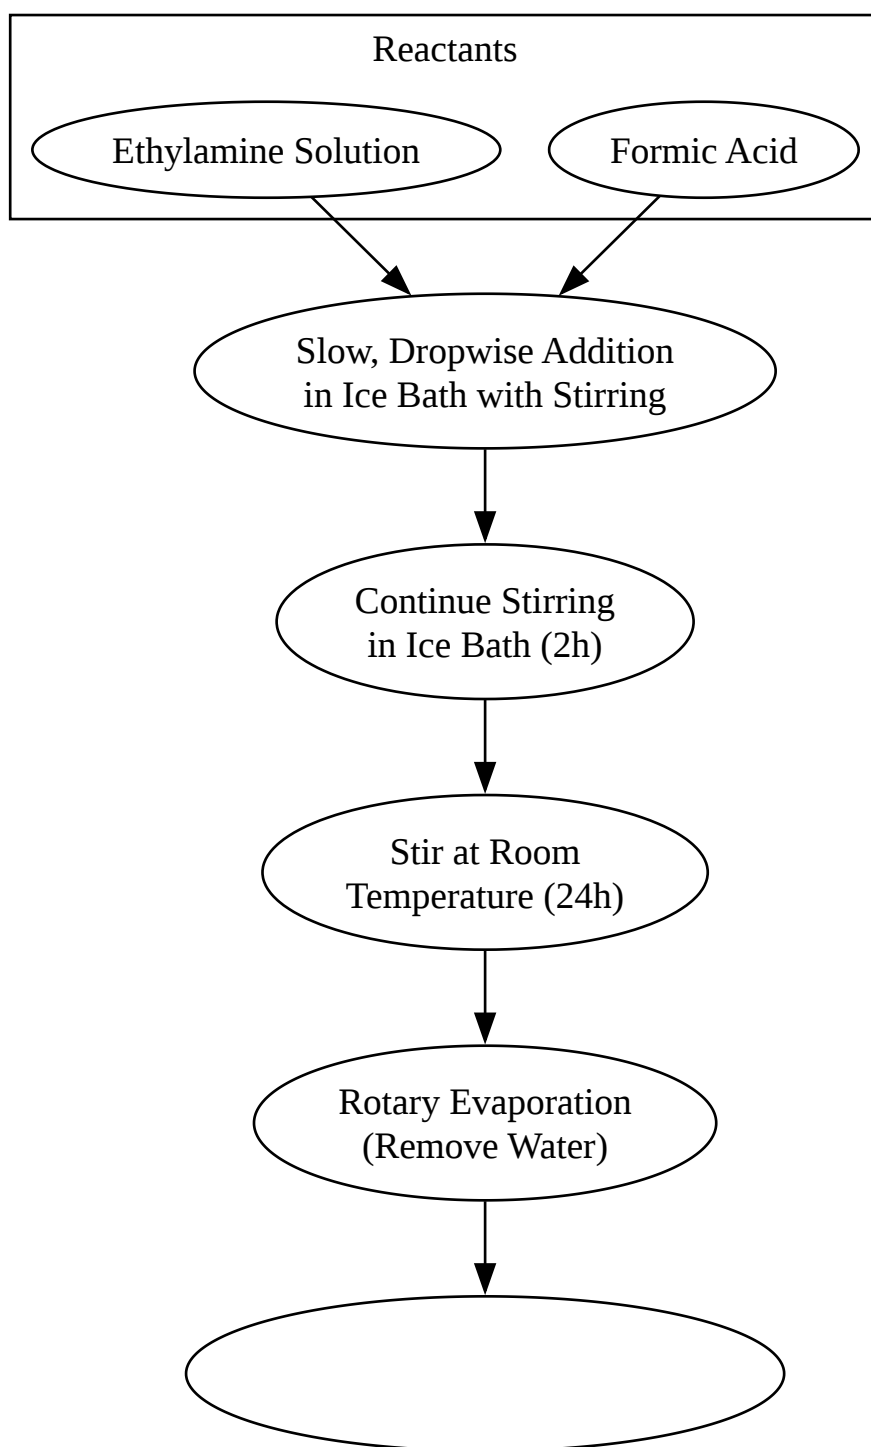 Reactants
Ethylamine Solution
Formic Acid
Slow, Dropwise Addition
in Ice Bath with Stirring
Continue Stirring
in Ice Bath (2h)
Stir at Room
Temperature (24h)
Rotary Evaporation
(Remove Water)